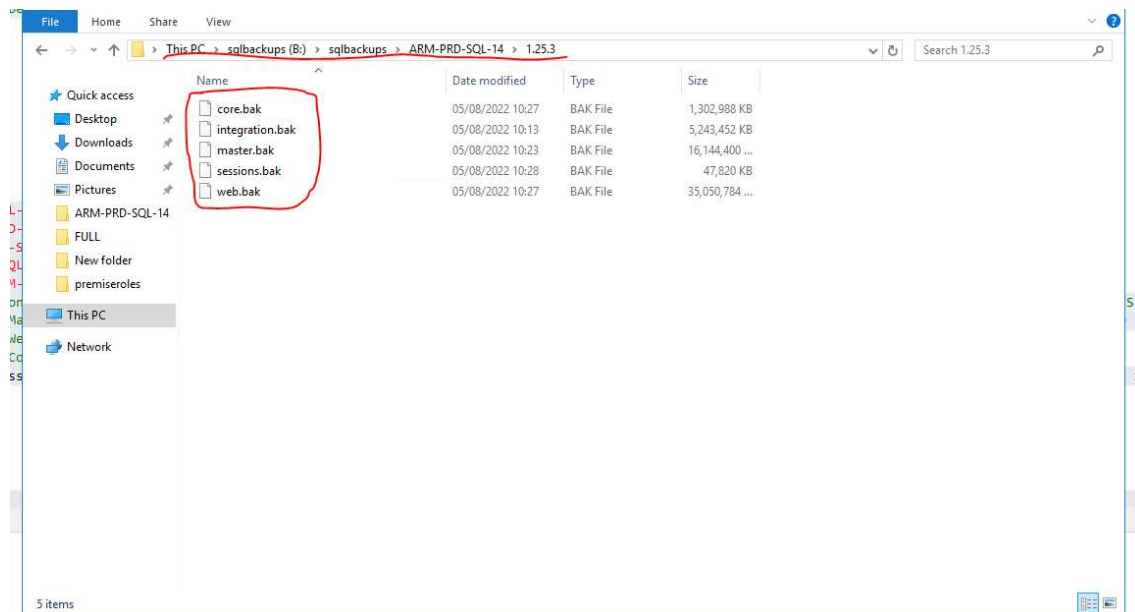 File Home Share View
This PC > sqlbackups (B:) > sqlbackups > ARM-PRD-SQL-14 > 1.25.3
Search 1.25.3
Name Date modified Type Size
Quick access
Desktop
Downloads
Documents
Pictures
ARM-PRD-SQL-14
FULL
New folder
premiseroles
This PC
Network
core.bak 05/08/2022 10:27 BAK File 1,302,988 KB
integration.bak 05/08/2022 10:13 BAK File 5,243,452 KB
master.bak 05/08/2022 10:23 BAK File 16,144,400 ...
sessions.bak 05/08/2022 10:28 BAK File 47,820 KB
web.bak 05/08/2022 10:27 BAK File 35,050,784 ...
5 items